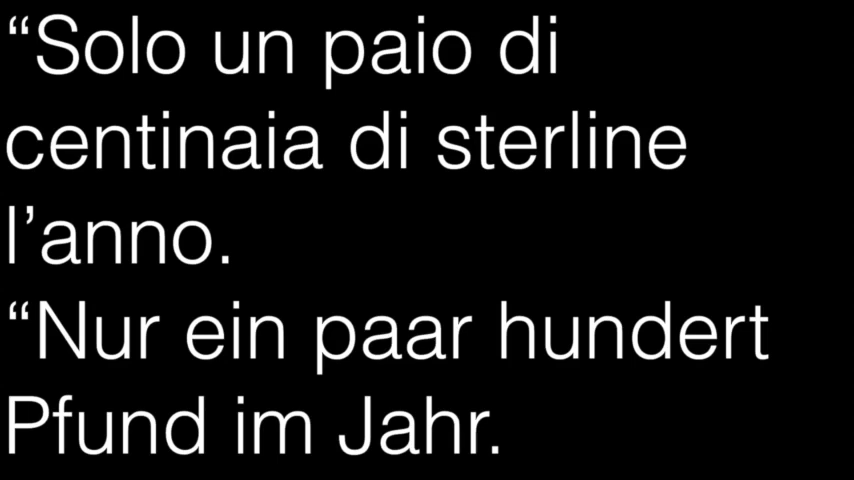 “Solo un paio di
centinaia di sterline
l’anno.
“Nur ein paar hundert
Pfund im Jahr.